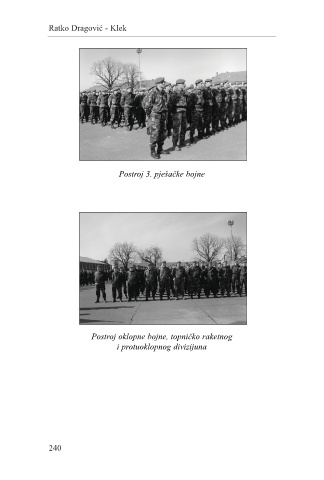 Ratko Dragović - Klek
Postroj 3. pješačke bojne
Postroj oklopne bojne, topničko raketnog
i protuoklopnog divizijuna
240